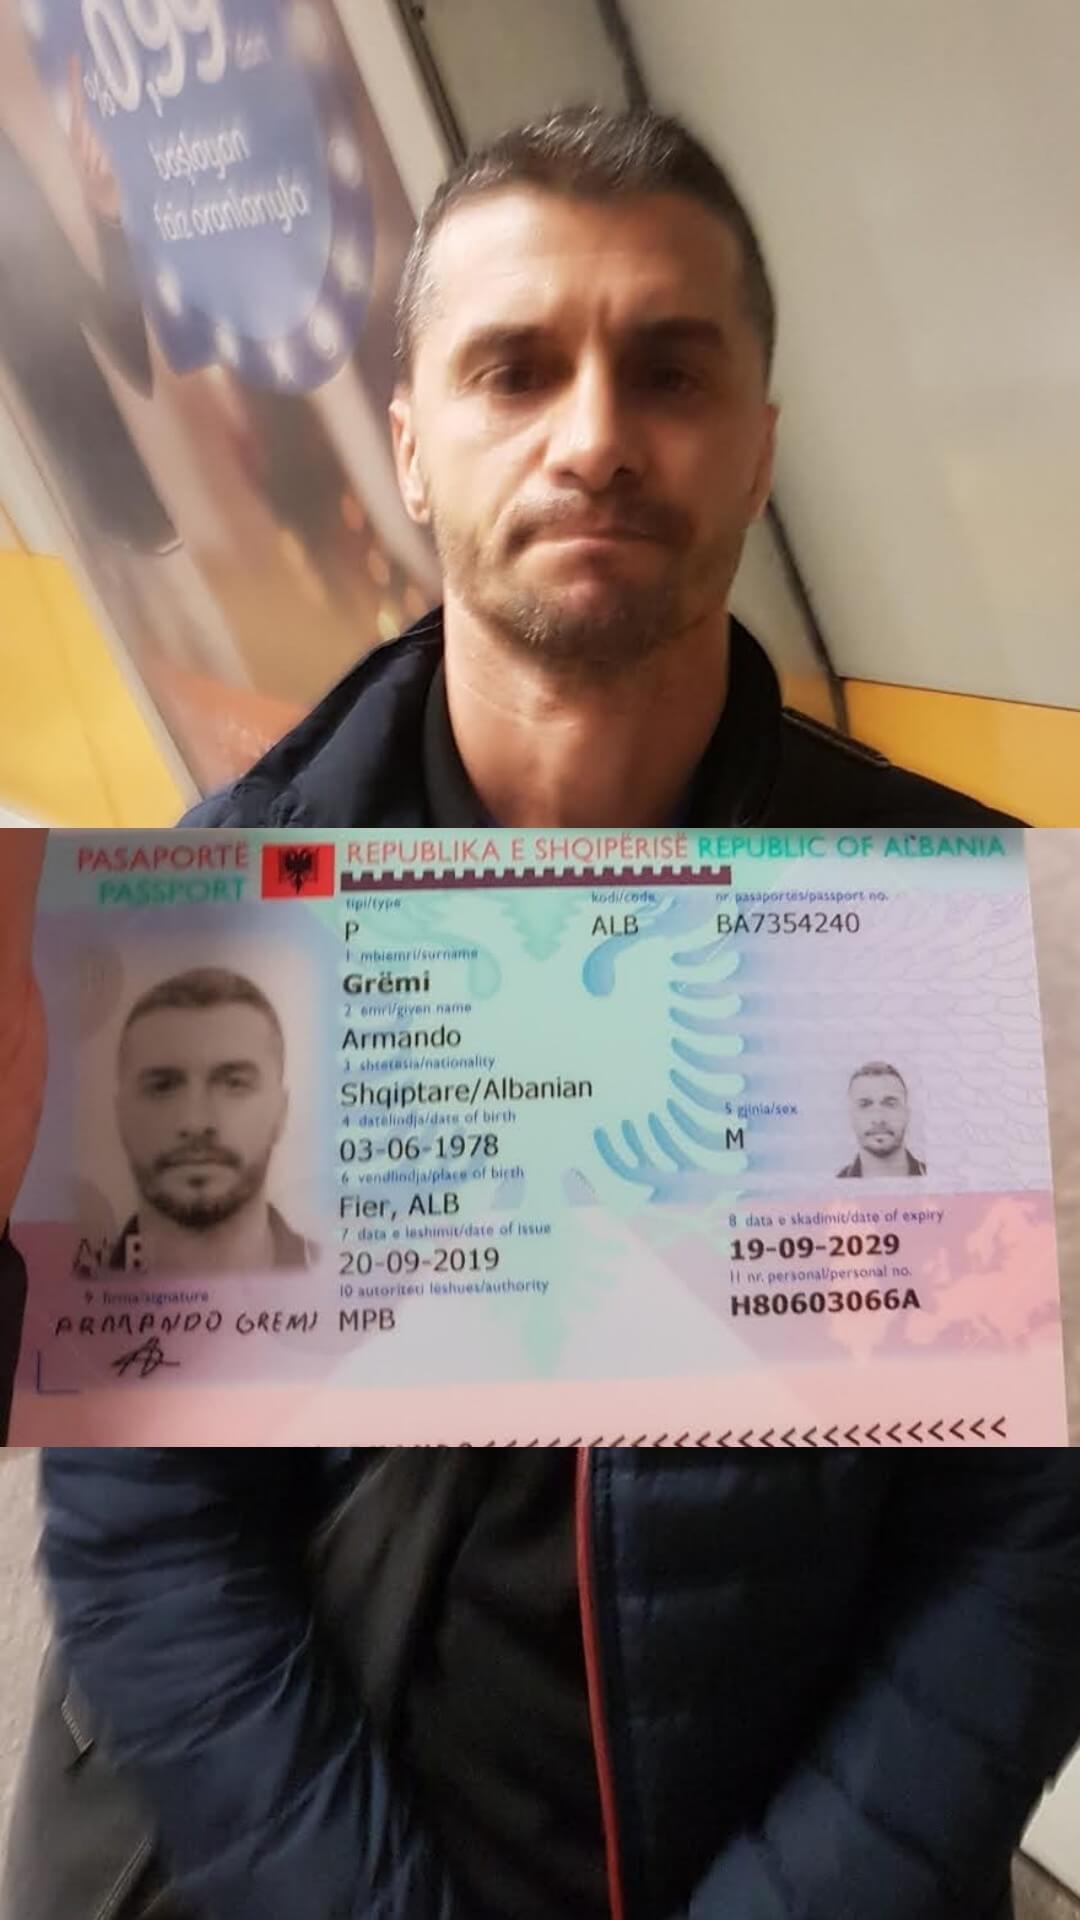 %0,99'dan
başlayan
faiz oranlarıyla
PASAPORTË REPUBLIKA E SHQIPËRISË REPUBLIC OF ALBANIA
PASSPORT
tipi/type kodi/code nr. pasaportës/passport no.
P ALB BA7354240
1 mbiemri/surname
Grëmi
2 emri/given name
Armando
3 shtetësia/nationality
Shqiptare/Albanian
4 datëlindja/date of birth 5 gjinia/sex
03-06-1978 M
6 vendlindja/place of birth
Fier, ALB
7 data e lëshimit/date of issue 8 data e skadimit/date of expiry
20-09-2019 19-09-2029
9 firma/signature 10 autoriteti lëshues/authority 11 nr. personal/personal no.
ARMANDO GREMI MPB H80603066A
<<<<<<<<<<<<<<<<<<<<<<<<<<